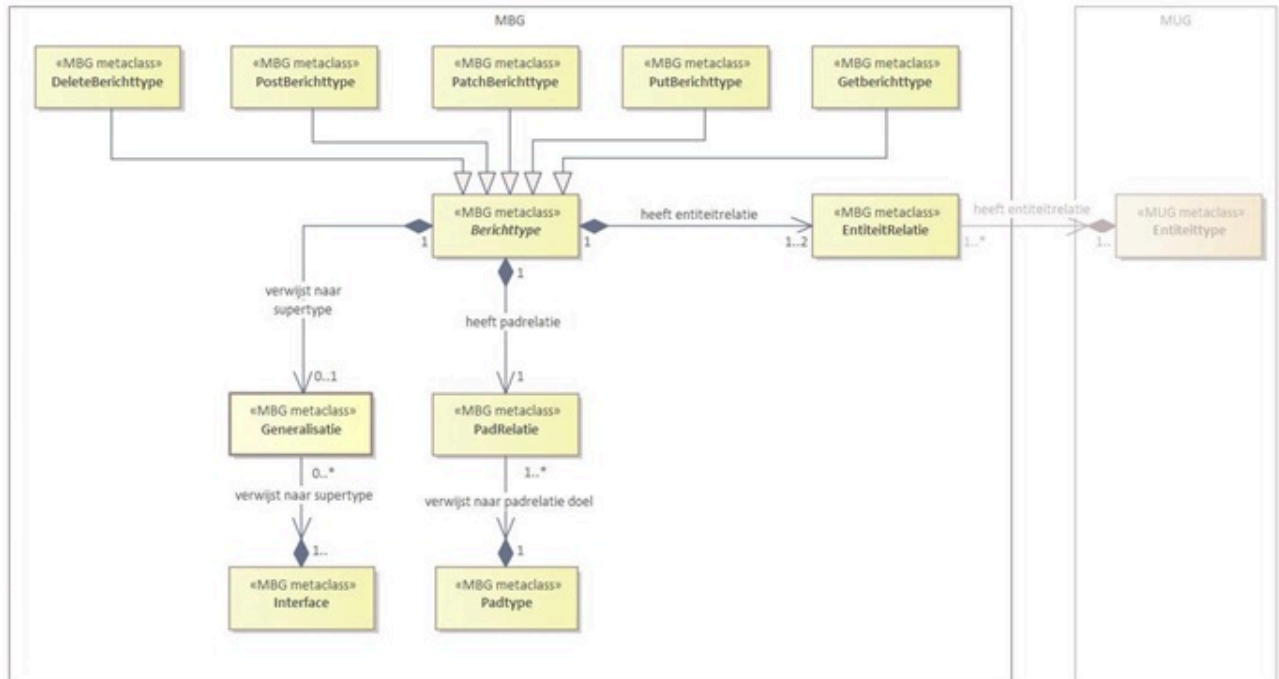 MBG
MUG
«MBG metaclass»
DeleteBerichttype
«MBG metaclass»
PostBerichttype
«MBG metaclass»
PatchBerichttype
«MBG metaclass»
PutBerichttype
«MBG metaclass»
Getberichttype
«MBG metaclass»
Berichttype
1
1
1
heeft entiteitrelatie
1..2
«MBG metaclass»
EntiteitRelatie
heeft entiteitrelatie
1..*
1..
«MUG metaclass»
Entiteittype
verwijst naar
supertype
0..1
heeft padrelatie
1
«MBG metaclass»
Generalisatie
0..*
«MBG metaclass»
PadRelatie
1..*
verwijst naar supertype
1..
verwijst naar padrelatie doel
1
«MBG metaclass»
Interface
«MBG metaclass»
Padtype